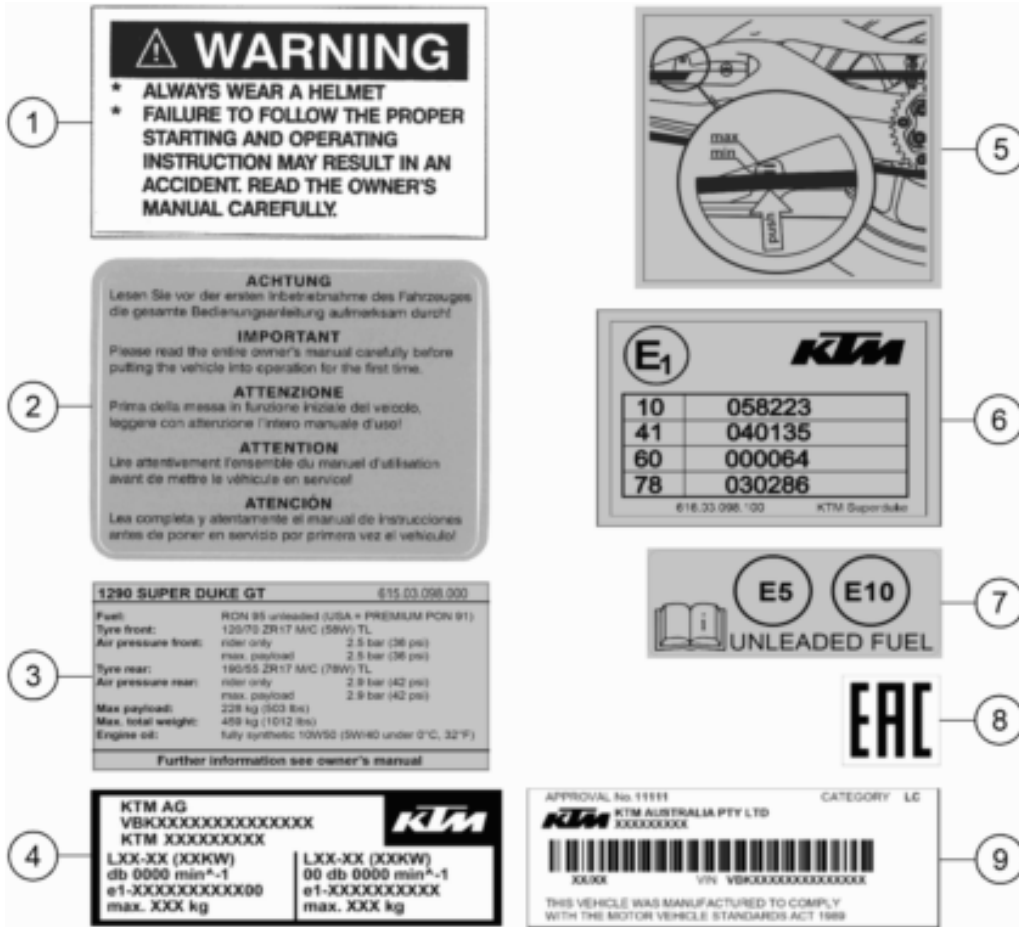 1
WARNING
* ALWAYS WEAR A HELMET
* FAILURE TO FOLLOW THE PROPER
STARTING AND OPERATING
INSTRUCTION MAY RESULT IN AN
ACCIDENT. READ THE OWNER'S
MANUAL CAREFULLY.
2
ACHTUNG
Lesen Sie vor der ersten Inbetriebnahme des Fahrzeuges
die gesamte Bedienungsanleitung aufmerksam durch!
IMPORTANT
Please read the entire owner's manual carefully before
putting the vehicle into operation for the first time.
ATTENZIONE
Prima della messa in funzione iniziale del veicolo,
leggere con attenzione l'intero manuale d'uso!
ATTENTION
Lire attentivement l'ensemble du manuel d'utilisation
avant de mettre le véhicule en service!
ATENCIÓN
Lea completa y atentamente el manual de instrucciones
antes de poner en servicio por primera vez el vehículo!
3
1290 SUPER DUKE GT 615.03.098.000
Fuel: RON 95 unleaded (USA = PREMIUM PON 91)
Tyre front: 120/70 ZR17 M/C (58W) TL
Air pressure front: rider only 2.5 bar (36 psi)
max. payload 2.5 bar (36 psi)
Tyre rear: 190/55 ZR17 M/C (78W) TL
Air pressure rear: rider only 2.9 bar (42 psi)
max. payload 2.9 bar (42 psi)
Max payload: 228 kg (503 lbs)
Max. total weight: 459 kg (1012 lbs)
Engine oil: fully synthetic 10W50 (5W/40 under 0°C, 32°F)
Further information see owner's manual
4
KTM AG
VBKXXXXXXXXXXXXXX
KTM XXXXXXXXX
KTM
LXX-XX (XXKW)
db 0000 min^-1
e1-XXXXXXXXXX00
max. XXX kg
LXX-XX (XXKW)
00 db 0000 min^-1
e1-XXXXXXXXXX
max. XXX kg
5
max
min
push
6
E1 KTM
10 058223
41 040135
60 000064
78 030286
616.03.098.100 KTM Superduke
7
E5 E10
UNLEADED FUEL
8
EAC
9
APPROVAL No. 11111 CATEGORY LC
KTM KTM AUSTRALIA PTY LTD
XXXXXXXXX
XX/XX VIN VBKXXXXXXXXXXXXXX
THIS VEHICLE WAS MANUFACTURED TO COMPLY
WITH THE MOTOR VEHICLE STANDARDS ACT 1989